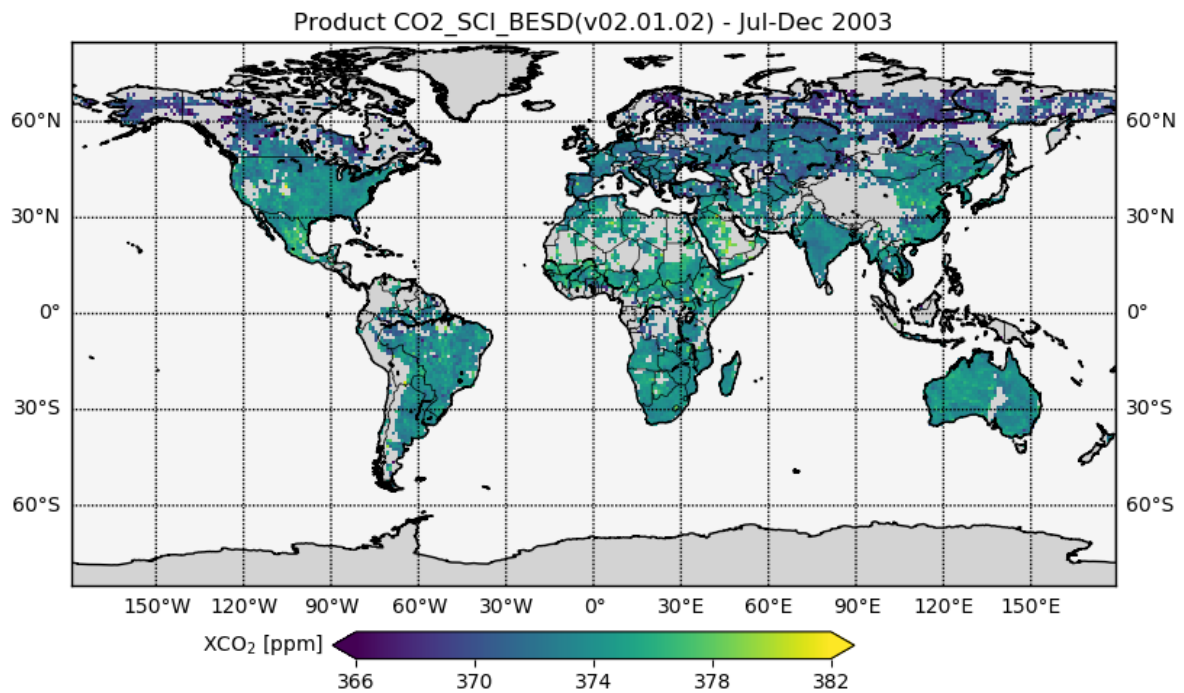 Product CO2_SCI_BESD(v02.01.02) - Jul-Dec 2003
60°N 60°N
30°N 30°N
0° 0°
30°S 30°S
60°S 60°S
150°W 120°W 90°W 60°W 30°W 0° 30°E 60°E 90°E 120°E 150°E
XCO₂ [ppm]
366 370 374 378 382